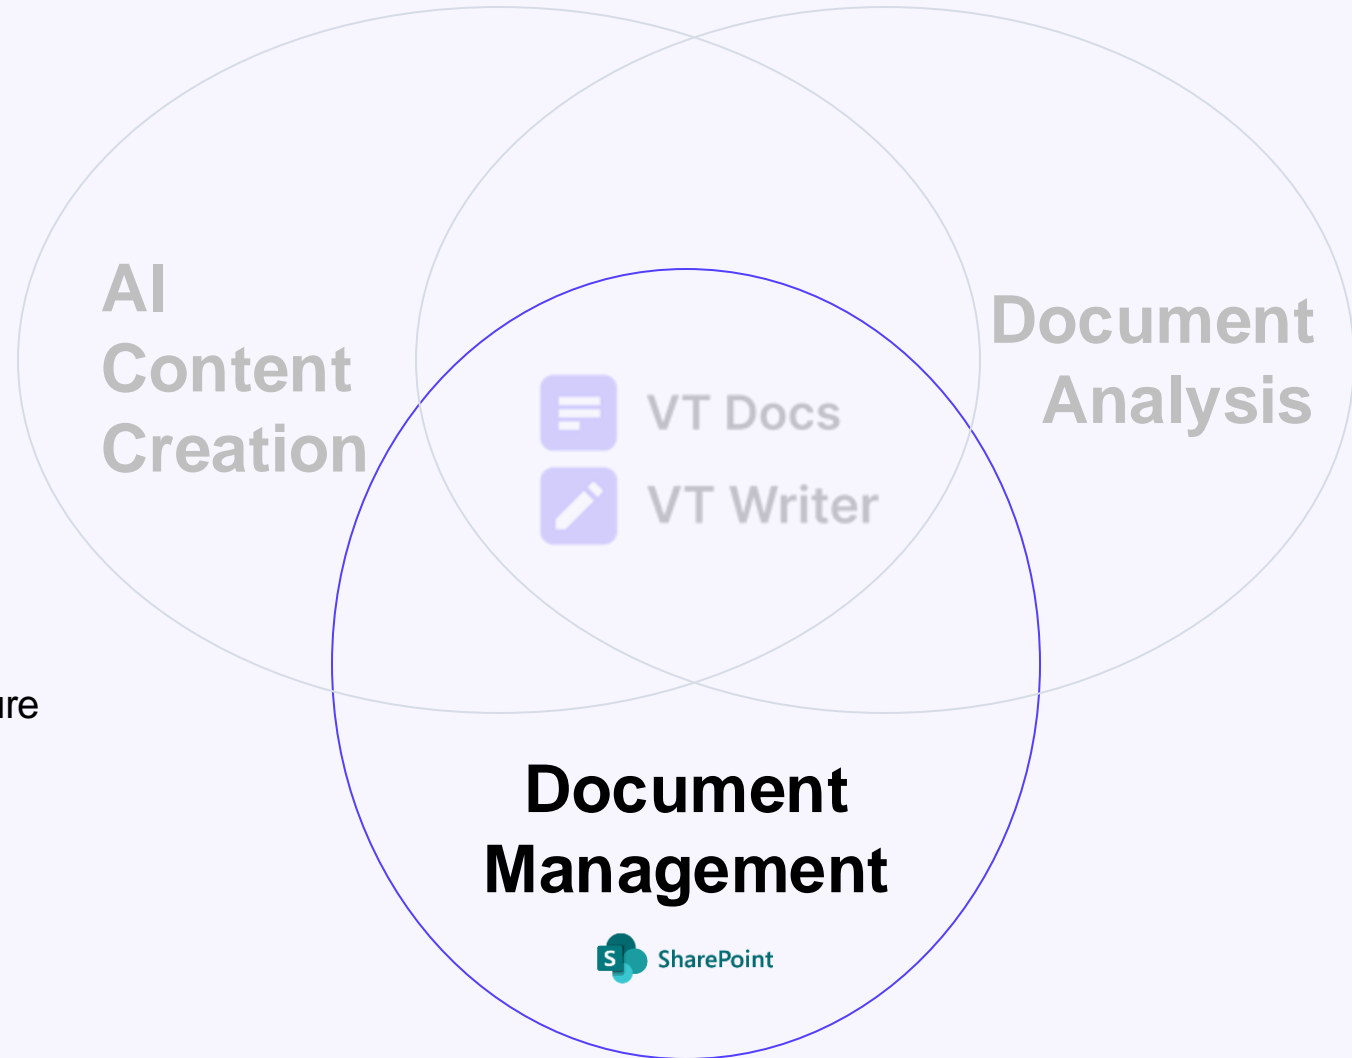 AI
Content
Creation
Document
Analysis
VT Docs
VT Writer
ure
Document
Management
S SharePoint